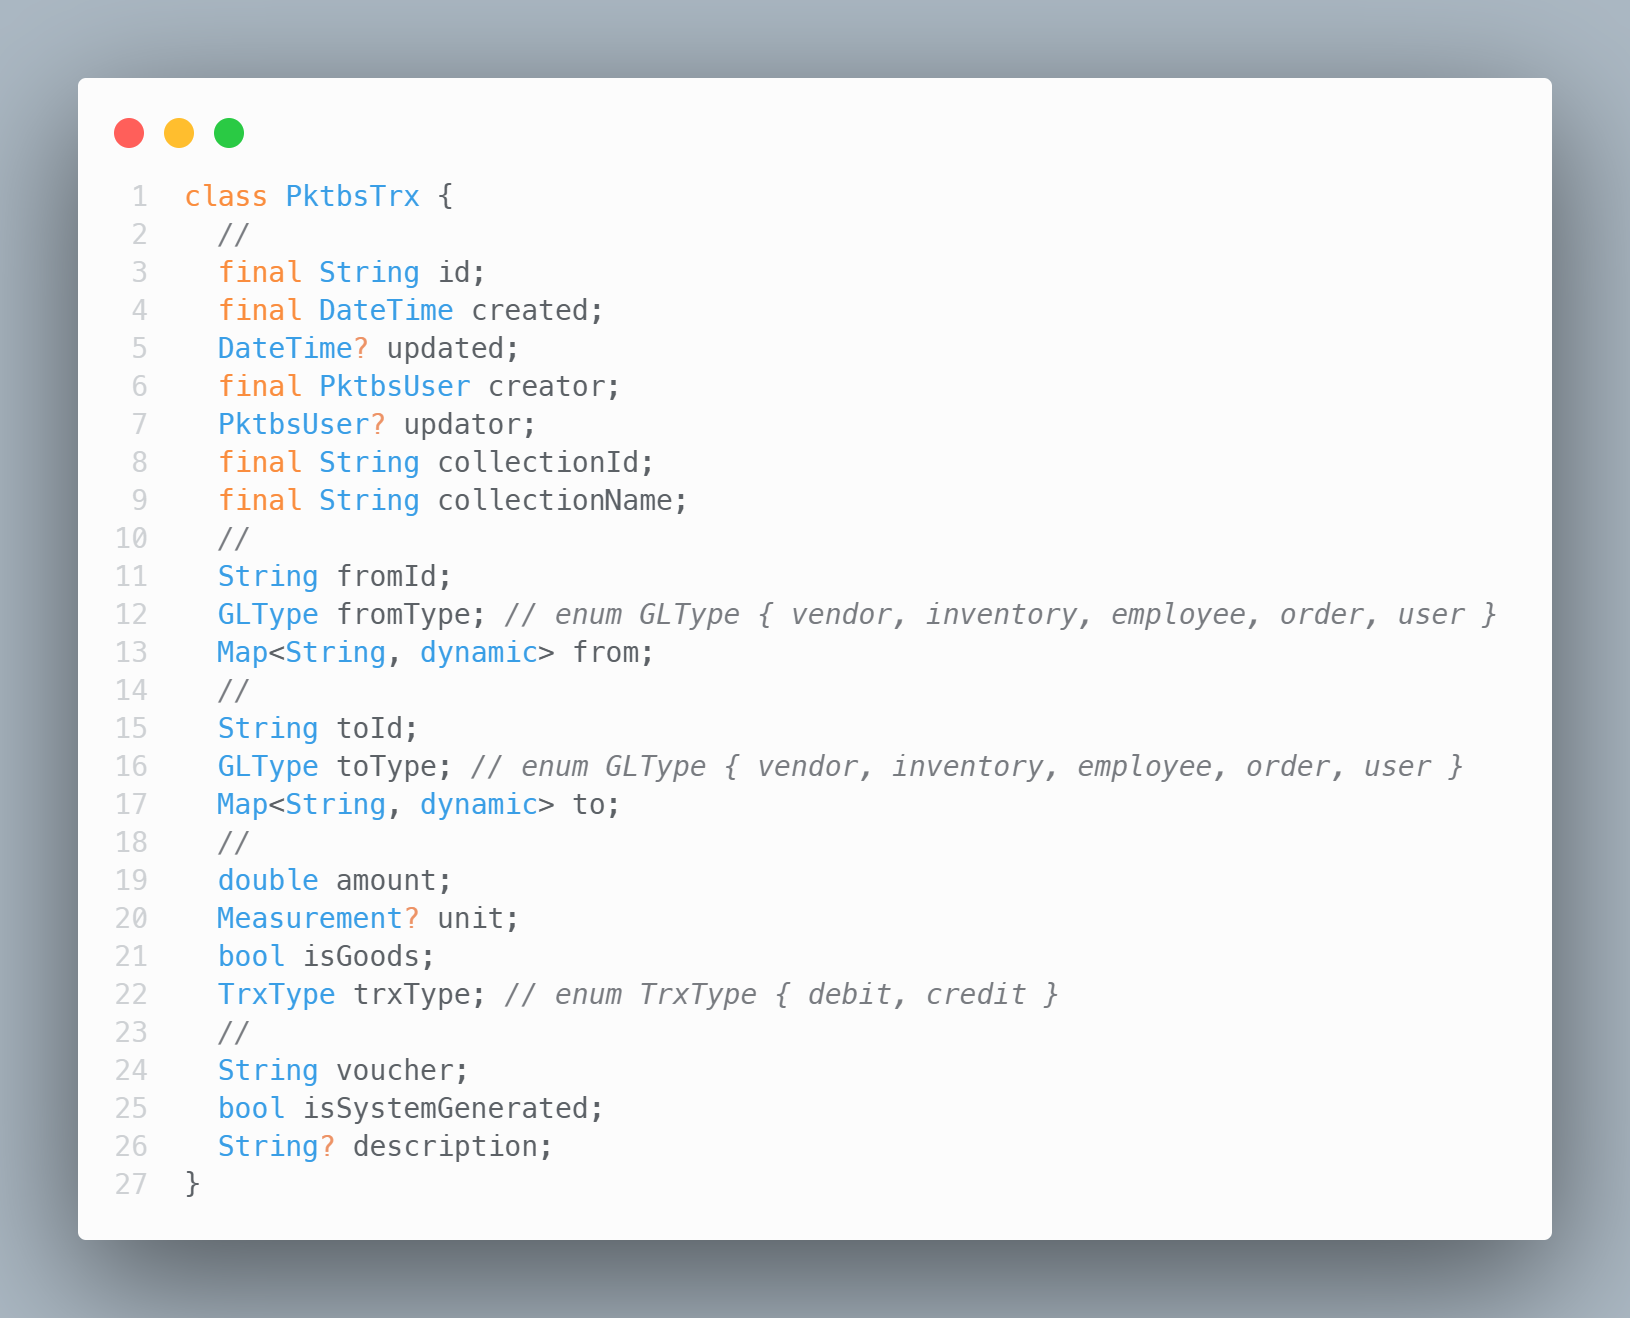 1 class PktbsTrx {
2 //
3 final String id;
4 final DateTime created;
5 DateTime? updated;
6 final PktbsUser creator;
7 PktbsUser? updator;
8 final String collectionId;
9 final String collectionName;
10 //
11 String fromId;
12 GLType fromType; // enum GLType { vendor, inventory, employee, order, user }
13 Map<String, dynamic> from;
14 //
15 String toId;
16 GLType toType; // enum GLType { vendor, inventory, employee, order, user }
17 Map<String, dynamic> to;
18 //
19 double amount;
20 Measurement? unit;
21 bool isGoods;
22 TrxType trxType; // enum TrxType { debit, credit }
23 //
24 String voucher;
25 bool isSystemGenerated;
26 String? description;
27 }